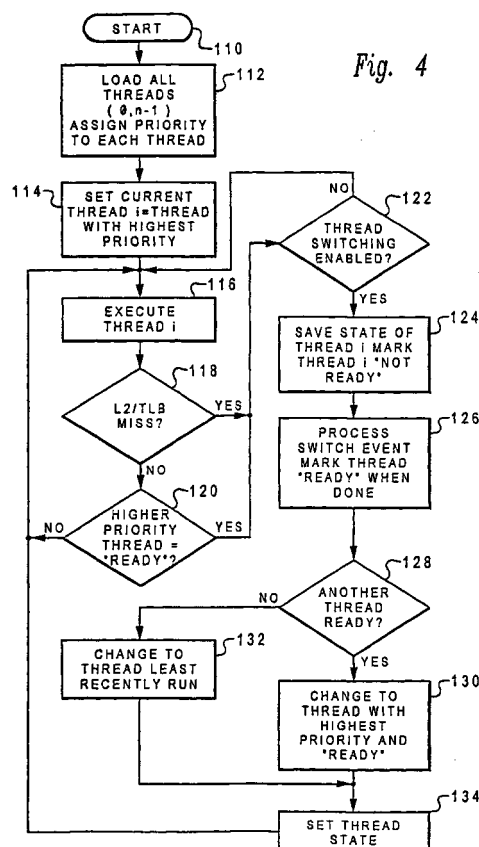 START
110
Fig. 4
LOAD ALL
THREADS
(0,n-1)
ASSIGN PRIORITY
TO EACH THREAD
112
114
SET CURRENT
THREAD i=THREAD
WITH HIGHEST
PRIORITY
NO
122
THREAD
SWITCHING
ENABLED?
YES
116
EXECUTE
THREAD i
124
SAVE STATE OF
THREAD i MARK
THREAD i "NOT
READY"
118
L2/TLB
MISS?
YES
NO
126
PROCESS
SWITCH EVENT
MARK THREAD
"READY" WHEN
DONE
120
NO
HIGHER
PRIORITY
THREAD =
"READY"?
YES
128
NO
ANOTHER
THREAD
READY?
YES
132
CHANGE TO
THREAD LEAST
RECENTLY RUN
130
CHANGE TO
THREAD WITH
HIGHEST
PRIORITY AND
"READY"
134
SET THREAD
STATE